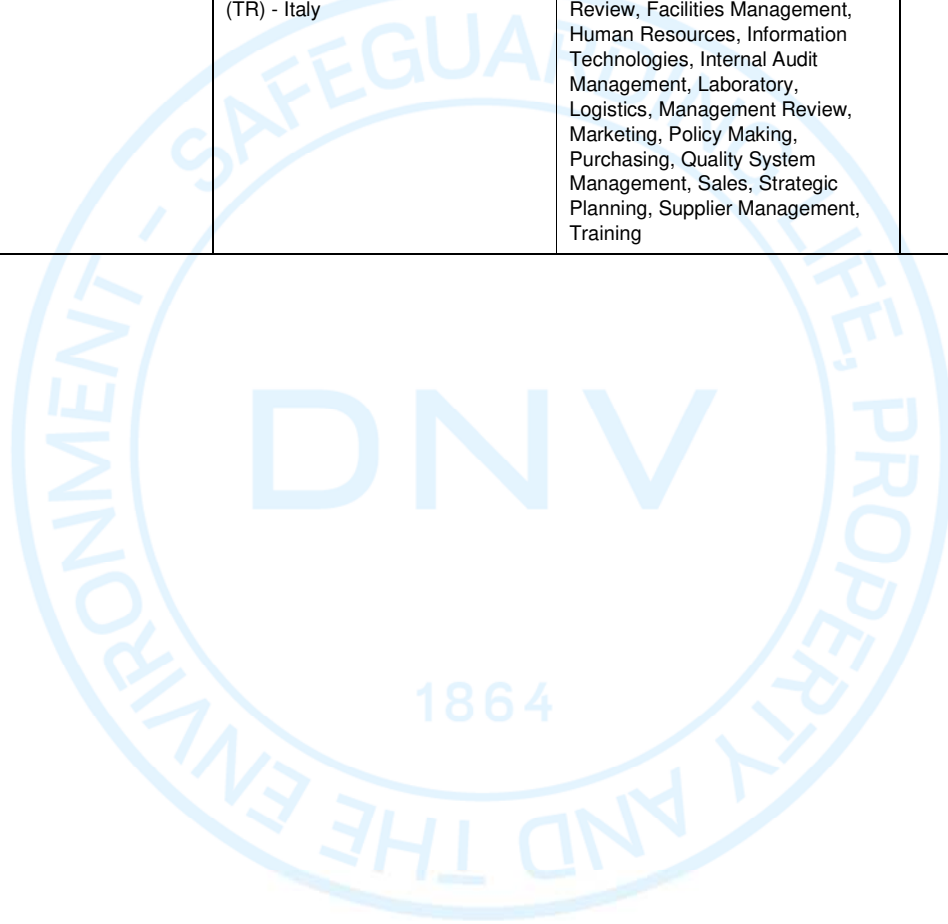 (TR) - Italy
Review, Facilities Management,
Human Resources, Information
Technologies, Internal Audit
Management, Laboratory,
Logistics, Management Review,
Marketing, Policy Making,
Purchasing, Quality System
Management, Sales, Strategic
Planning, Supplier Management,
Training
SAFEGUARDING LIFE, PROPERTY AND THE ENVIRONMENT –
DNV
1864